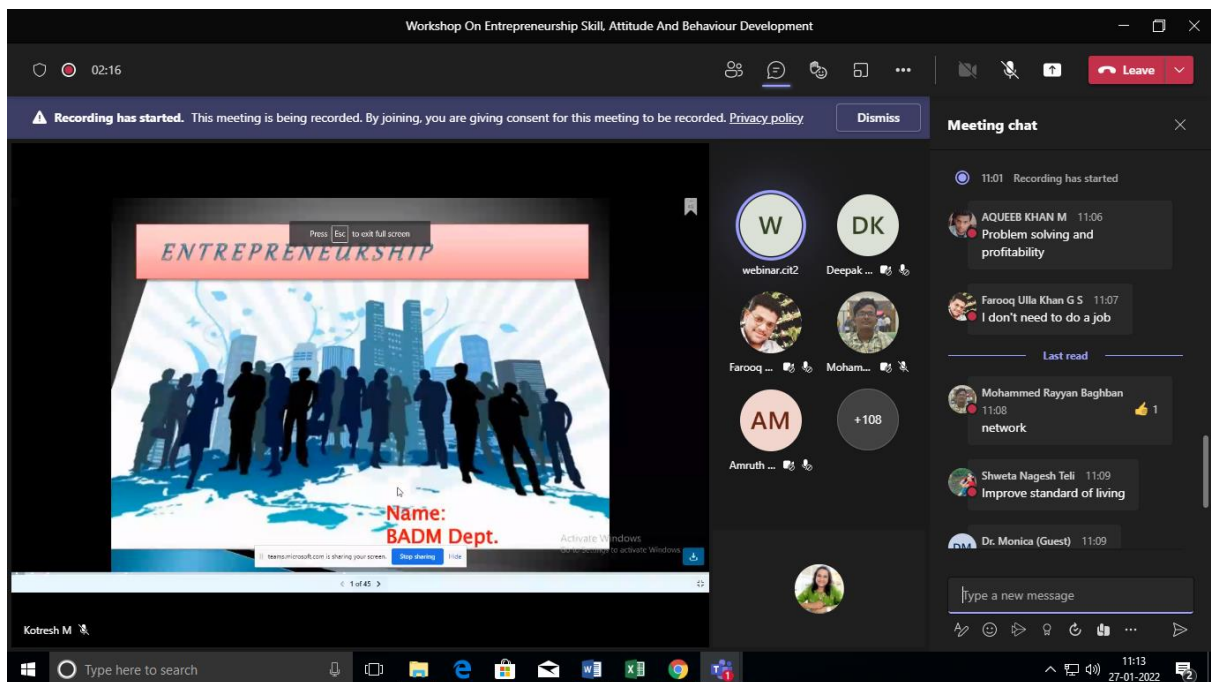 Workshop On Entrepreneurship Skill, Attitude And Behaviour Development
02:16
Leave
Recording has started. This meeting is being recorded. By joining, you are giving consent for this meeting to be recorded. Privacy policy
Dismiss
Press Esc to exit full screen
ENTREPRENEURSHIP
Name:
BADM Dept.
Activate Windows
Go to Settings to activate Windows.
teams.microsoft.com is sharing your screen.
Stop sharing
Hide
1 of 45
Kotresh M
W
webinar.cit2
DK
Deepak ...
Farooq ...
Moham...
AM
Amruth ...
+108
Meeting chat
11:01 Recording has started
AQUEEB KHAN M 11:06
Problem solving and
profitability
Farooq Ulla Khan G S 11:07
I don't need to do a job
Last read
Mohammed Rayyan Baghban
11:08
1
network
Shweta Nagesh Teli 11:09
Improve standard of living
DM
Dr. Monica (Guest) 11:09
Type a new message
Type here to search
11:13
27-01-2022
2